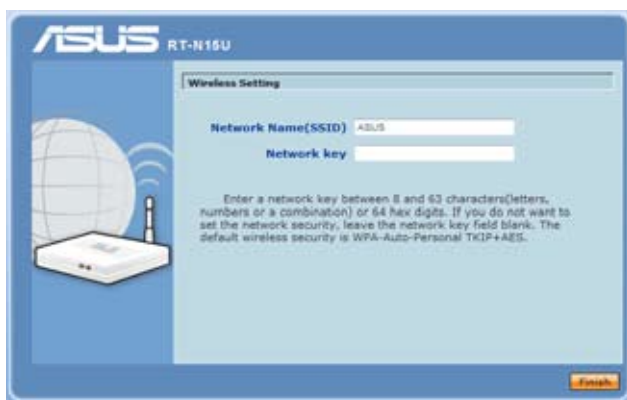 ASUS RT-N15U
Wireless Setting
Network Name(SSID) ASUS
Network key
Enter a network key between 8 and 63 characters(letters,
numbers or a combination) or 64 hex digits. If you do not want to
set the network security, leave the network key field blank. The
default wireless security is WPA-Auto-Personal TKIP+AES.
Finish